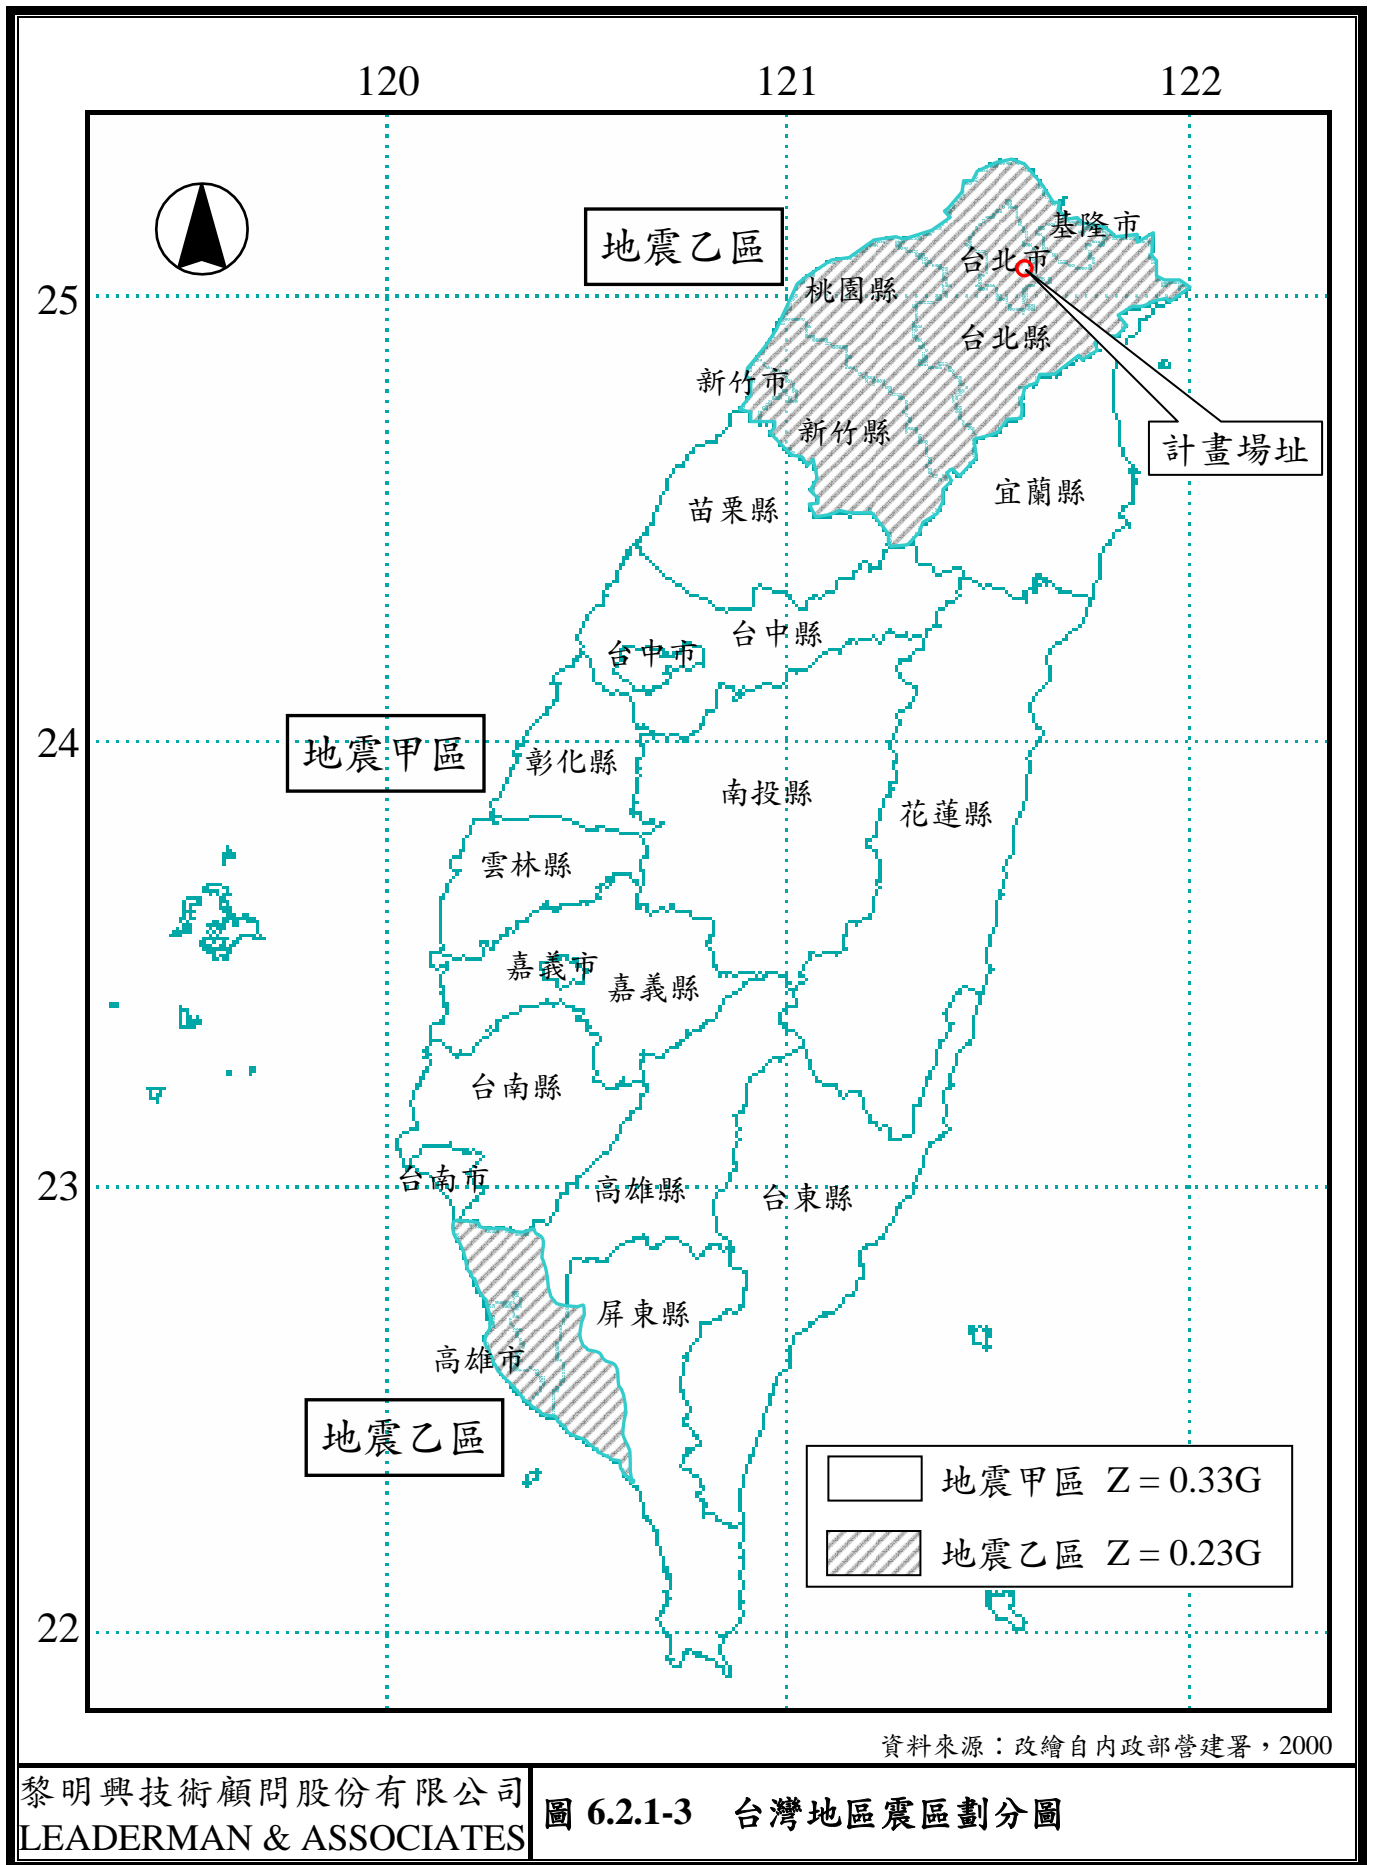 120
121
122
地震乙區
基隆市
台北市
25
桃園縣
台北縣
新竹市
新竹縣
計畫場址
宜蘭縣
苗栗縣
台中縣
台中市
地震甲區
24
彰化縣
南投縣
花蓮縣
雲林縣
嘉義市
嘉義縣
台南縣
台南市
23
高雄縣
台東縣
屏東縣
高雄市
地震乙區
地震甲區 Z = 0.33G
地震乙區 Z = 0.23G
22
資料來源：改繪自內政部營建署，2000
黎明興技術顧問股份有限公司
LEADERMAN & ASSOCIATES
圖 6.2.1-3 台灣地區震區劃分圖